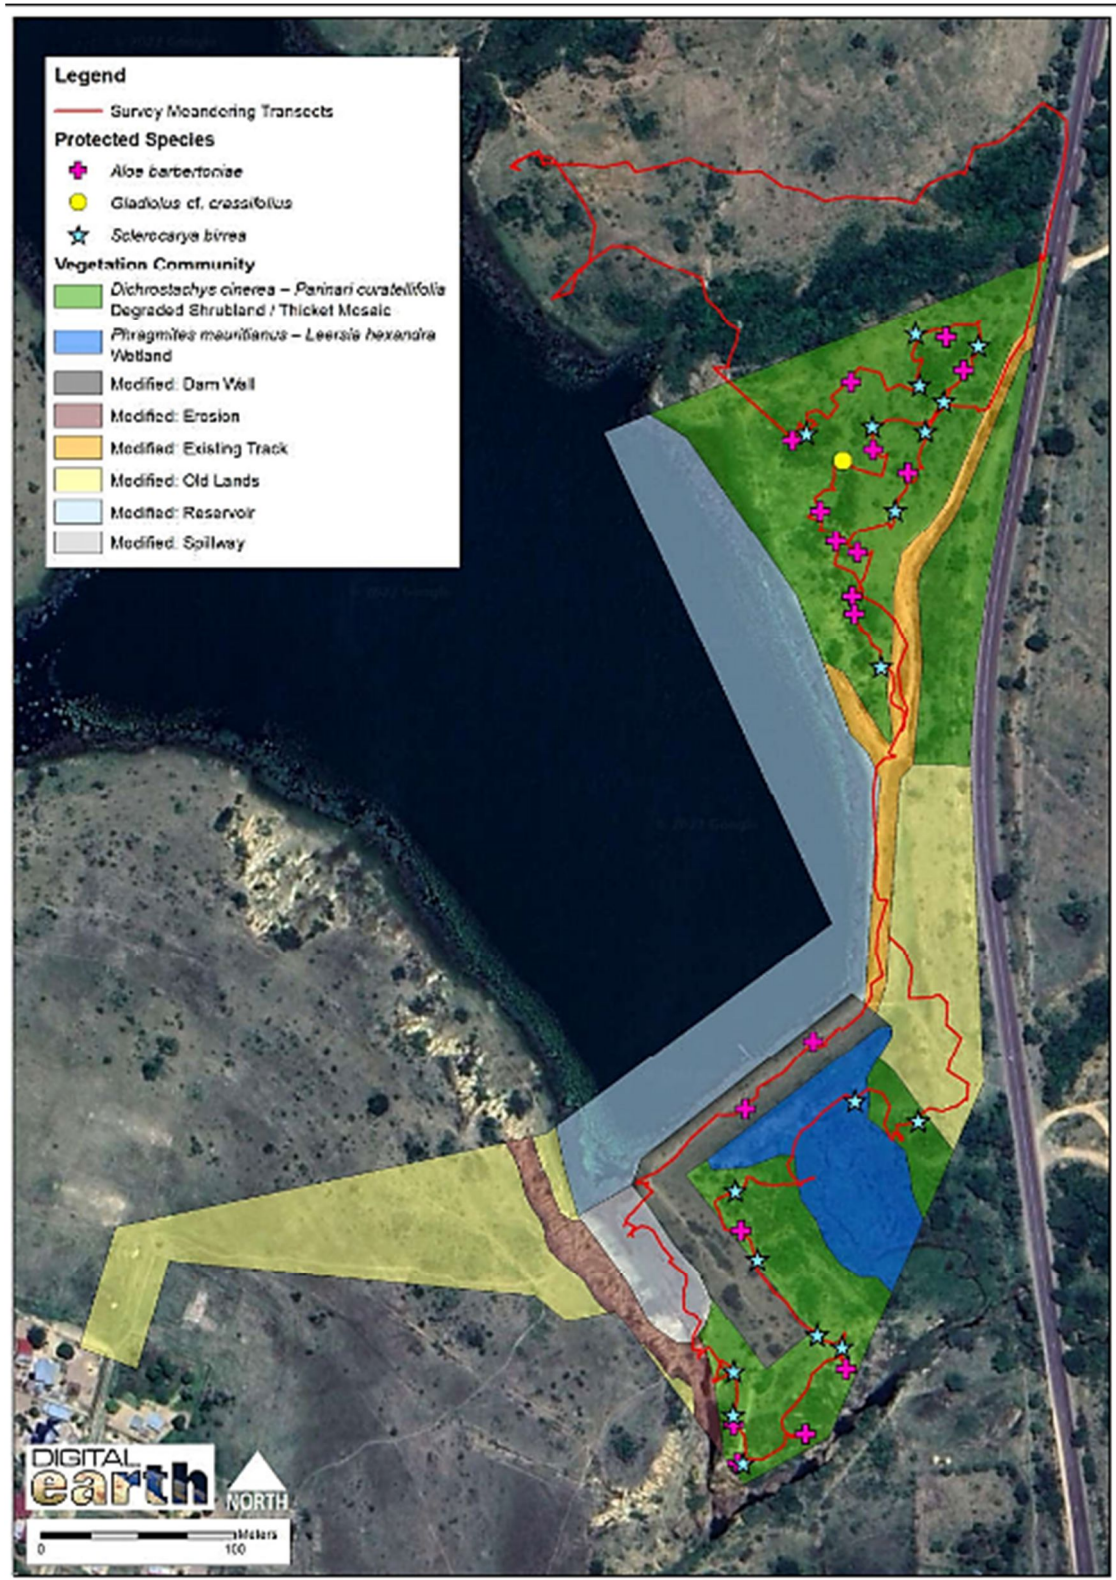 Legend
Survey Meandering Transects
Protected Species
Aloe barbertoniae
Gladiolus cf. crassifolius
Sclerocarya birrea
Vegetation Community
Dichrostachys cinerea – Parinari curatellifolia
Degraded Shrubland / Thicket Mosaic
Phragmites mauritianus – Leersia hexandra
Wetland
Modified: Dam Wall
Modified: Erosion
Modified: Existing Track
Modified: Old Lands
Modified: Reservoir
Modified: Spillway
DIGITAL
earth
NORTH
Meters
0 100